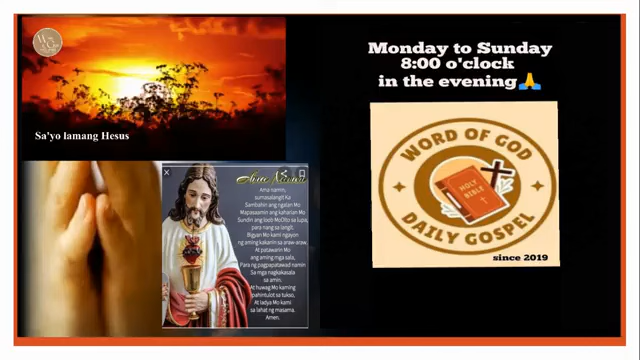 Sa'yo lamang Hesus
Monday to Sunday
8:00 o'clock
in the evening🙏
WORD OF GOD
HOLY
BIBLE
DAILY GOSPEL
since 2019
Ama Namin
Ama namin,
sumasalangit Ka
Sambahin ang ngalan Mo
Mapasaamin ang kaharian Mo
Sundin ang loob Mo
Dito sa lupa,
para nang sa langit.
Bigyan Mo kami ngayon
ng aming kakanin sa araw-araw,
At patawarin Mo
ang aming mga sala,
Para ng pagpapatawad namin
Sa mga nagkakasala
sa amin.
At huwag Mo kaming
pahintulot sa tukso,
At iadya Mo kami
sa lahat ng masama.
Amen.